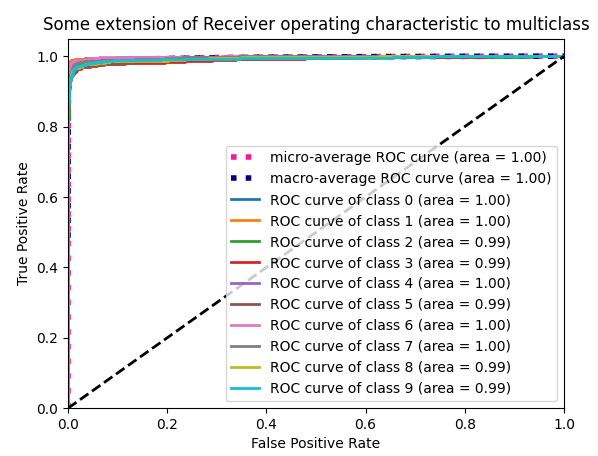 Some extension of Receiver operating characteristic to multiclass
1.0
0.8
0.6
0.4
0.2
0.0
True Positive Rate
micro-average ROC curve (area = 1.00)
macro-average ROC curve (area = 1.00)
ROC curve of class 0 (area = 1.00)
ROC curve of class 1 (area = 1.00)
ROC curve of class 2 (area = 0.99)
ROC curve of class 3 (area = 0.99)
ROC curve of class 4 (area = 1.00)
ROC curve of class 5 (area = 0.99)
ROC curve of class 6 (area = 1.00)
ROC curve of class 7 (area = 1.00)
ROC curve of class 8 (area = 0.99)
ROC curve of class 9 (area = 0.99)
0.0 0.2 0.4 0.6 0.8 1.0
False Positive Rate